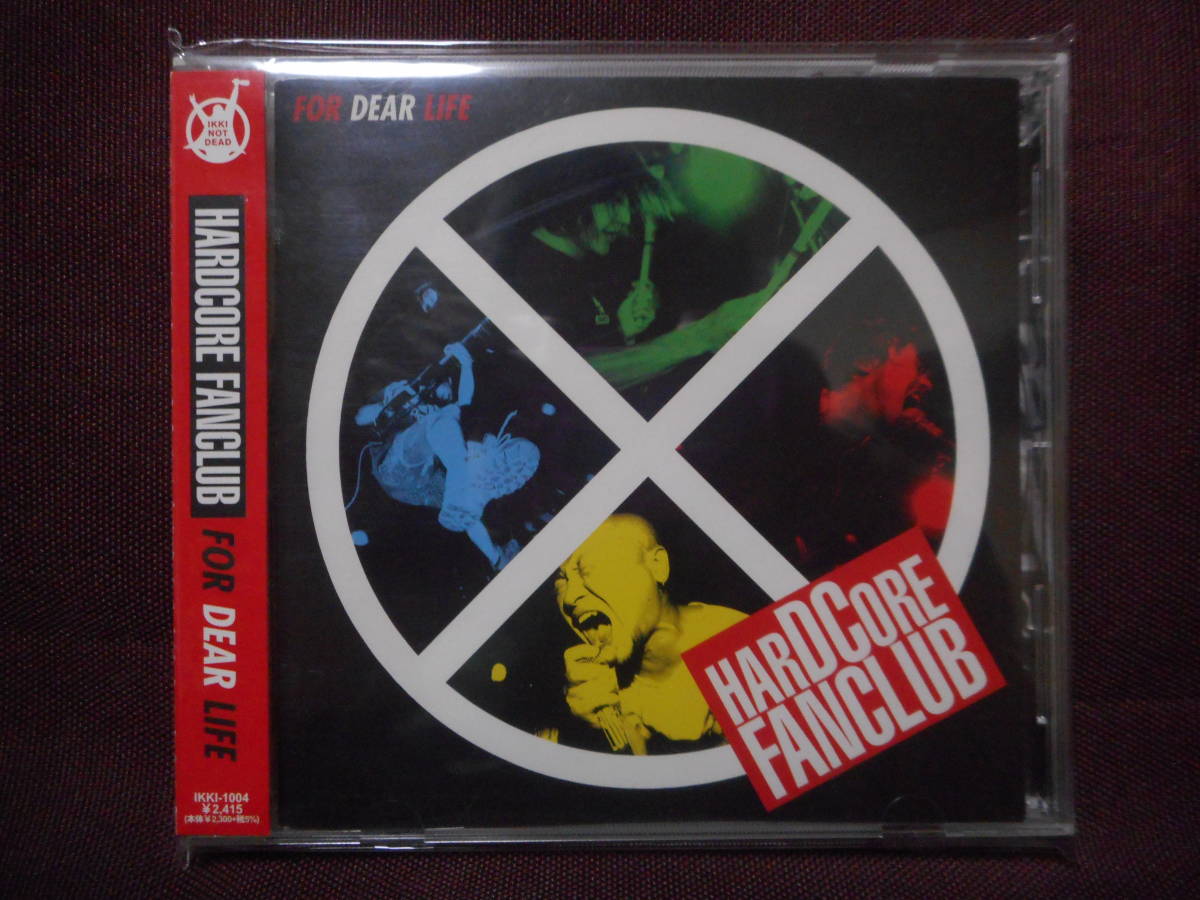 IKKI
NOT
DEAD
HARDCORE FANCLUB FOR DEAR LIFE
IKKI-1004
¥2,415
(本体¥2,300+税5%)
FOR DEAR LIFE
HARDCORE
FANCLUB